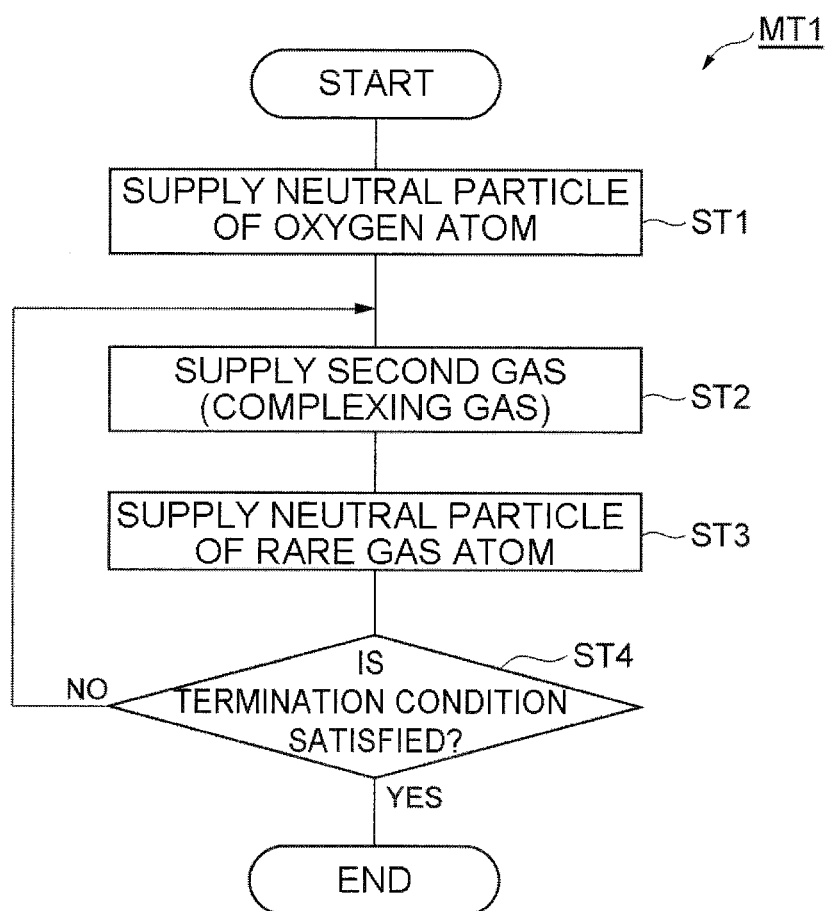 MT1
START
SUPPLY NEUTRAL PARTICLE
OF OXYGEN ATOM
ST1
SUPPLY SECOND GAS
(COMPLEXING GAS)
ST2
SUPPLY NEUTRAL PARTICLE
OF RARE GAS ATOM
ST3
IS
TERMINATION CONDITION
SATISFIED?
ST4
NO
YES
END